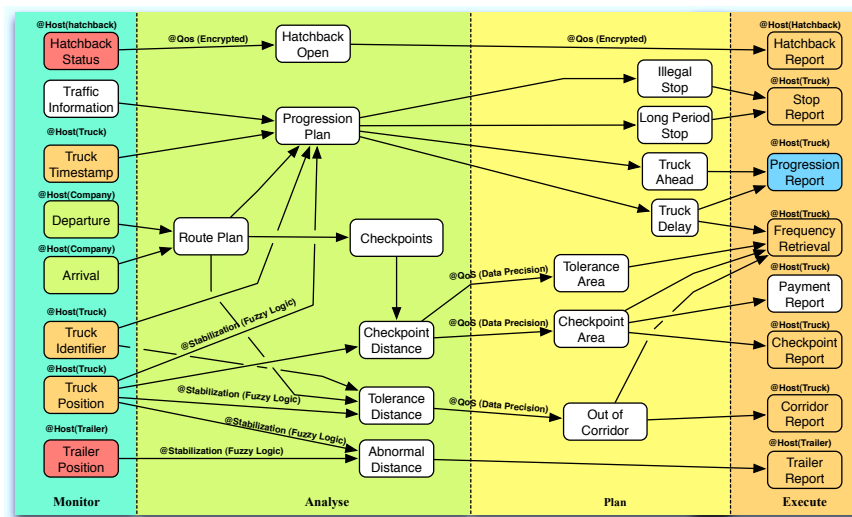 @Host(hatchback)
Hatchback
Status
Traffic
Information
@Host(Truck)
Truck
Timestamp
@Host(Company)
Departure
@Host(Company)
Arrival
@Host(Truck)
Truck
Identifier
@Host(Truck)
Truck
Position
@Host(Trailer)
Trailer
Position
Monitor
@Qos (Encrypted)
Hatchback
Open
Progression
Plan
Route Plan
Checkpoints
@Stabilization (Fuzzy Logic)
Checkpoint
Distance
@Stabilization (Fuzzy Logic)
Tolerance
Distance
@Stabilization (Fuzzy Logic)
@Stabilization (Fuzzy Logic)
Abnormal
Distance
Analyse
@Qos (Encrypted)
Illegal
Stop
Long Period
Stop
Truck
Ahead
Truck
Delay
@QoS (Data Precision)
Tolerance
Area
@QoS (Data Precision)
Checkpoint
Area
@QoS (Data Precision)
Out of
Corridor
Plan
@Host(Hatchback)
Hatchback
Report
@Host(Truck)
Stop
Report
@Host(Truck)
Progression
Report
@Host(Truck)
Frequency
Retrieval
@Host(Truck)
Payment
Report
@Host(Truck)
Checkpoint
Report
@Host(Truck)
Corridor
Report
@Host(Trailer)
Trailer
Report
Execute